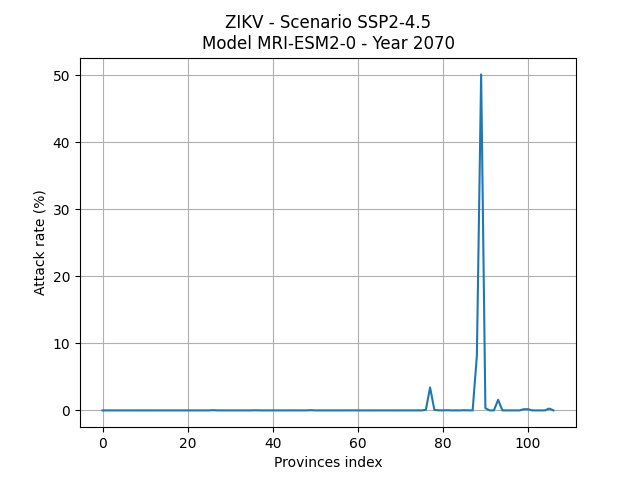 ZIKV - Scenario SSP2-4.5
Model MRI-ESM2-0 - Year 2070
50
40
30
20
10
0
Attack rate (%)
0 20 40 60 80 100
Provinces index